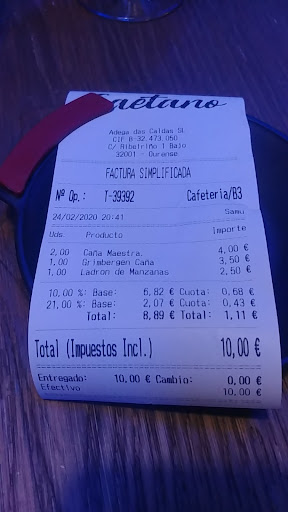 Gaetano
Adega das Caldas SL
CIF B 32.473.050
C/ Ribeiriño 1 Bajo
32001 - Ourense
FACTURA SIMPLIFICADA
Nº Op.: T-39392 Cafeteria/B3
24/02/2020 20:41 Samu
Uds Producto Importe
2,00 Caña Maestra. 4,00 €
1,00 Grimbergen Caña 3,50 €
1,00 Ladron de Manzanas 2,50 €
10,00 %: Base: 6,82 € Cuota: 0,68 €
21,00 %: Base: 2,07 € Cuota: 0,43 €
Total: 8,89 € Total: 1,11 €
Total (Impuestos Incl.) 10,00 €
Entregado: 10,00 € Cambio: 0,00 €
Efectivo 10,00 €